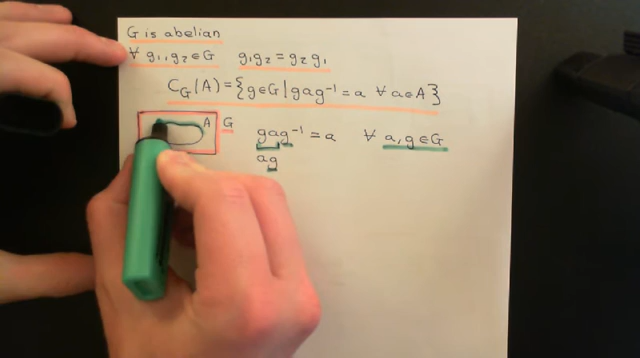 G is abelian
∀ g₁, g₂ ∈ G   g₁g₂ = g₂g₁
C_G(A) = {g∈G | gag⁻¹ = a ∀ a∈A}
A G   gag⁻¹ = a   ∀ a,g ∈ G
ag